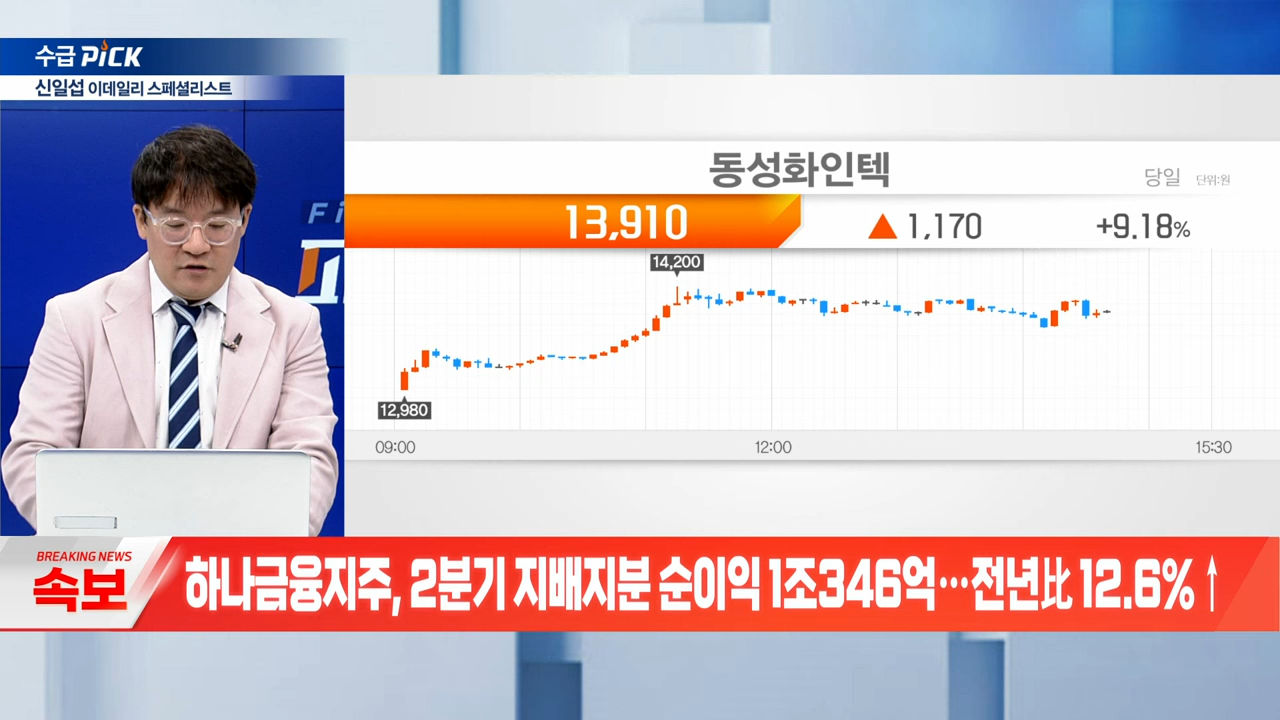 수급 PiCK
신일섭 이데일리 스페셜리스트
Fi
동성화인텍
당일 단위:원
13,910 ▲ 1,170 +9.18%
14,200
12,980
09:00 12:00 15:30
BREAKING NEWS
속보
하나금융지주, 2분기 지배지분 순이익 1조346억…전년比 12.6%↑